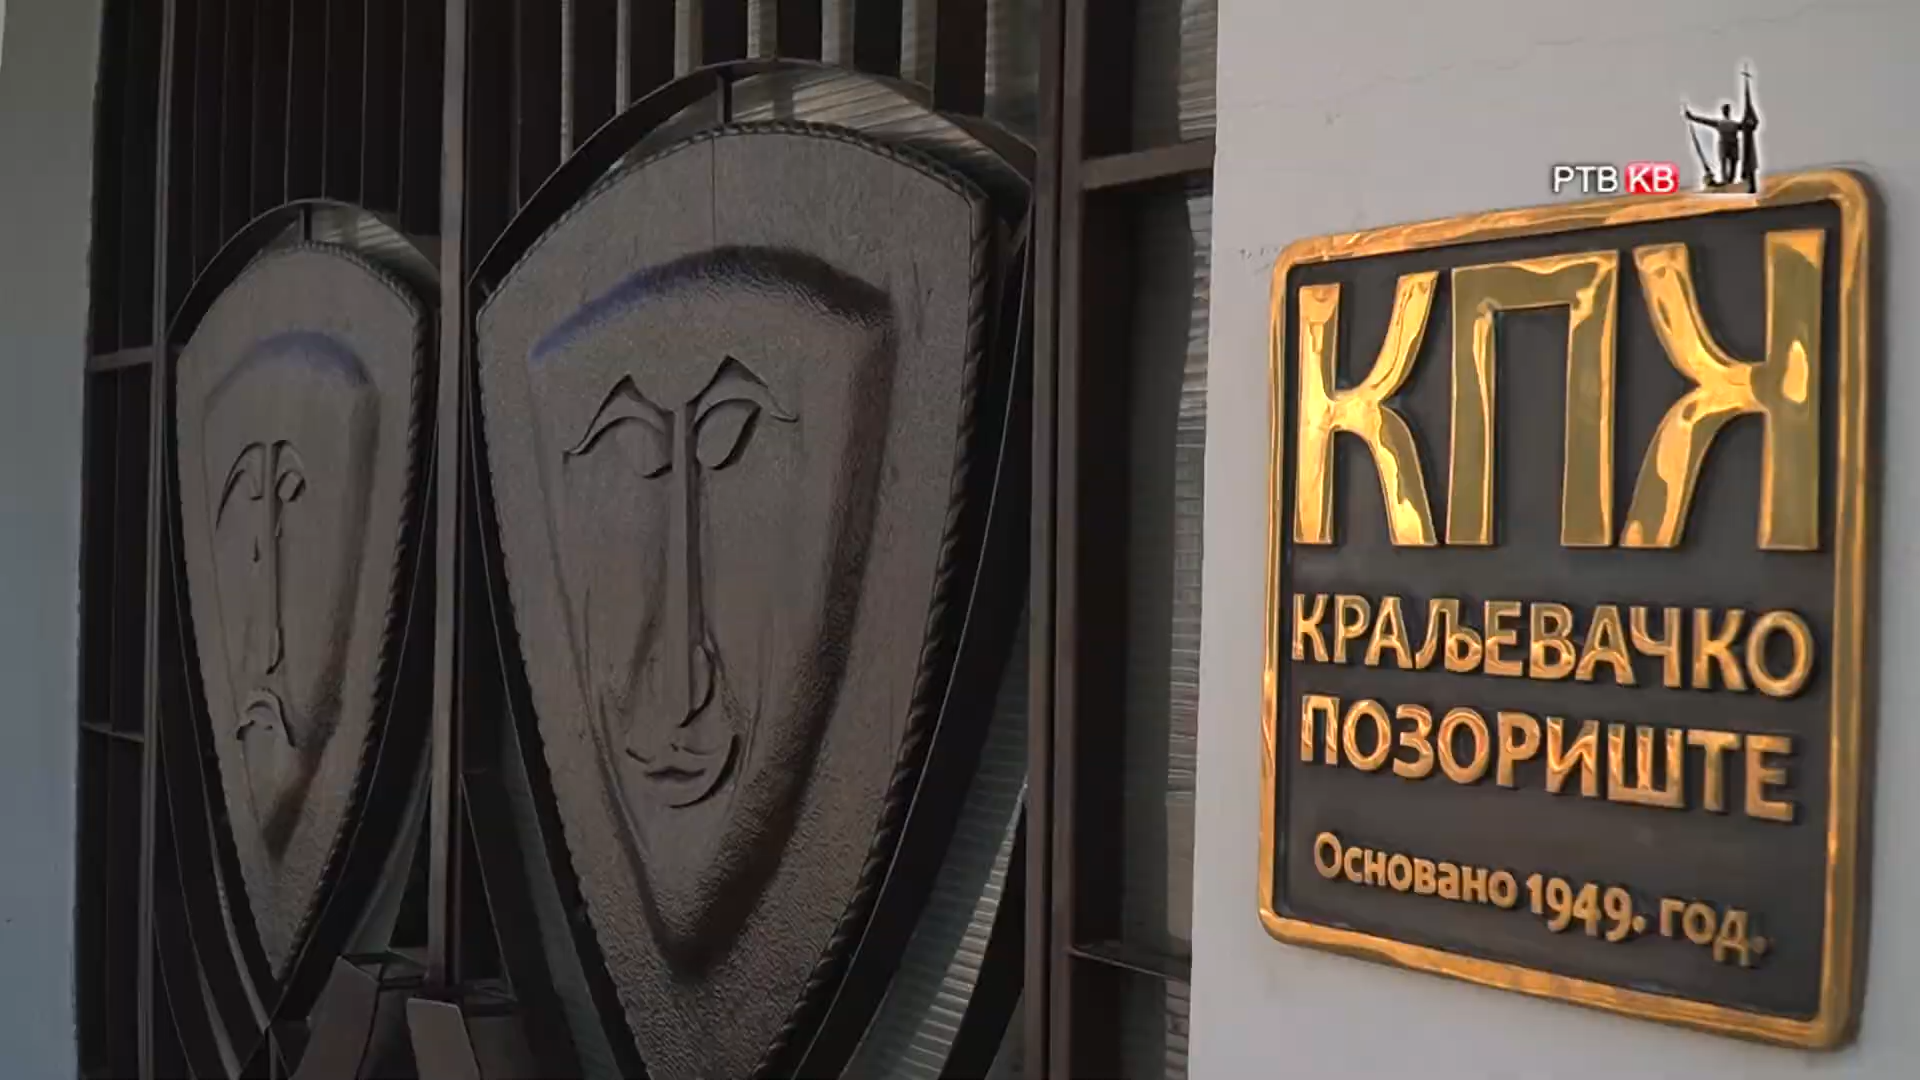 РТВ КВ
КПК
КРАЉЕВАЧКО
ПОЗОРИШТЕ
Основано 1949. год.